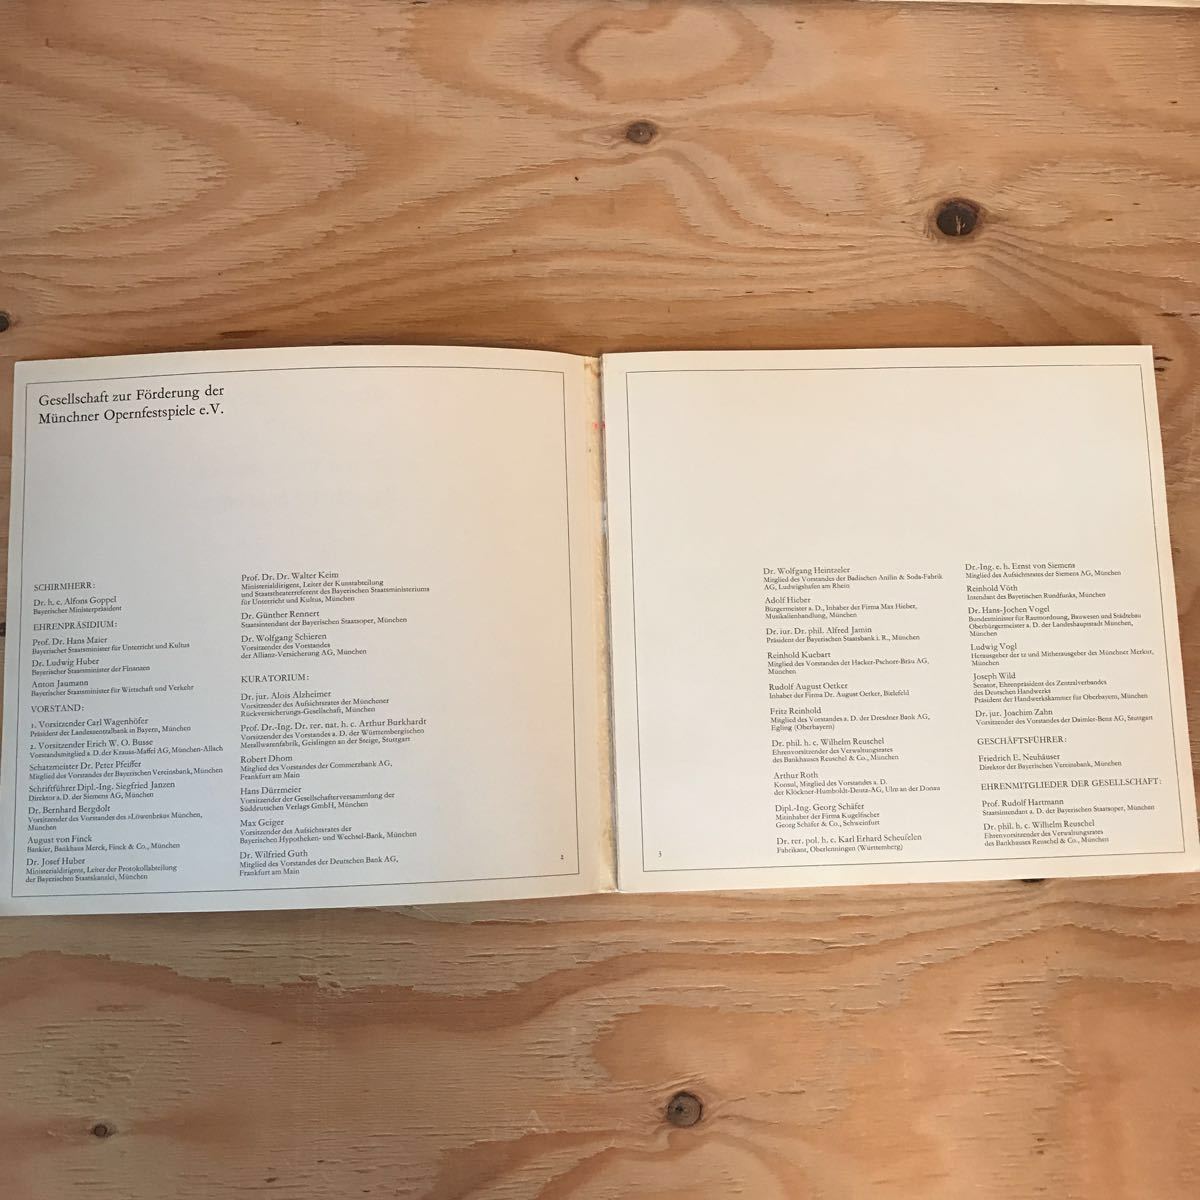 Gesellschaft zur Förderung der
Münchner Opernfestspiele e.V.
SCHIRMHERR:
Dr. h. c. Alfons Goppel
Bayerischer Ministerpräsident
EHRENPRÄSIDIUM:
Prof. Dr. Hans Maier
Bayerischer Staatsminister für Unterricht und Kultus
Dr. Ludwig Huber
Bayerischer Staatsminister der Finanzen
Anton Jaumann
Bayerischer Staatsminister für Wirtschaft und Verkehr
VORSTAND:
1. Vorsitzender Carl Wagenhöfer
Präsident der Landeszentralbank in Bayern, München
2. Vorsitzender Erich W. O. Busse
Vorstandsmitglied a. D. der Krauss-Maffei AG, München-Allach
Schatzmeister Dr. Peter Pfeiffer
Mitglied des Vorstandes der Bayerischen Vereinsbank, München
Schriftführer Dipl.-Ing. Siegfried Janzen
Direktor a. D. der Siemens AG, München
Dr. Bernhard Bergdolt
Vorsitzender des Vorstandes des »Löwenbräu« München,
München
August von Finck
Bankier, Bankhaus Merck, Finck & Co., München
Dr. Josef Huber
Ministerialdirigent, Leiter der Protokollabteilung
der Bayerischen Staatskanzlei, München
Prof. Dr. Dr. Walter Keim
Ministerialdirigent, Leiter der Kunstabteilung
und Staatstheaterreferent des Bayerischen Staatsministeriums
für Unterricht und Kultus, München
Dr. Günther Rennert
Staatsintendant der Bayerischen Staatsoper, München
Dr. Wolfgang Schieren
Vorsitzender des Vorstandes
der Allianz-Versicherung AG, München
KURATORIUM:
Dr. jur. Alois Alzheimer
Vorsitzender des Aufsichtsrates der Münchener
Rückversicherungs-Gesellschaft, München
Prof. Dr.-Ing. Dr. rer. nat. h. c. Arthur Burkhardt
Vorsitzender des Vorstandes a. D. der Württembergischen
Metallwarenfabrik, Geislingen an der Steige, Stuttgart
Robert Dhom
Mitglied des Vorstandes der Commerzbank AG,
Frankfurt am Main
Hans Dürrmeier
Vorsitzender der Gesellschafterversammlung der
Süddeutschen Verlags GmbH, München
Max Geiger
Vorsitzender des Aufsichtsrates der
Bayerischen Hypotheken- und Wechsel-Bank, München
Dr. Wilfried Guth
Mitglied des Vorstandes der Deutschen Bank AG,
Frankfurt am Main
2
Dr. Wolfgang Heintzeler
Mitglied des Vorstandes der Badischen Anilin & Soda-Fabrik
AG, Ludwigshafen am Rhein
Adolf Hieber
Bürgermeister a. D., Inhaber der Firma Max Hieber,
Musikalienhandlung, München
Dr. iur. Dr. phil. Alfred Jamin
Präsident der Bayerischen Staatsbank i. R., München
Reinhold Kuebart
Mitglied des Vorstandes der Hacker-Pschorr-Bräu AG,
München
Rudolf August Oetker
Inhaber der Firma Dr. August Oetker, Bielefeld
Fritz Reinhold
Mitglied des Vorstandes a. D. der Dresdner Bank AG,
Egling (Oberbayern)
Dr. phil. h. c. Wilhelm Reuschel
Ehrenvorsitzender des Verwaltungsrates
des Bankhauses Reuschel & Co., München
Arthur Roth
Konsul, Mitglied des Vorstandes a. D.
der Klöckner-Humboldt-Deutz-AG, Ulm an der Donau
Dipl.-Ing. Georg Schäfer
Mitinhaber der Firma Kugelfischer
Georg Schäfer & Co., Schweinfurt
Dr. rer. pol. h. c. Karl Erhard Scheufelen
Fabrikant, Oberlenningen (Württemberg)
Dr.-Ing. e. h. Ernst von Siemens
Mitglied des Aufsichtsrates der Siemens AG, München
Reinhold Vöth
Intendant des Bayerischen Rundfunks, München
Dr. Hans-Jochen Vogel
Bundesminister für Raumordnung, Bauwesen und Städtebau
Oberbürgermeister a. D. der Landeshauptstadt München,
München
Ludwig Vogl
Herausgeber der tz und Mitherausgeber des Münchner Merkur,
München
Joseph Wild
Senator, Ehrenpräsident des Zentralverbandes
des Deutschen Handwerks
Präsident der Handwerkskammer für Oberbayern, München
Dr. jur. Joachim Zahn
Vorsitzender des Vorstandes der Daimler-Benz AG, Stuttgart
GESCHÄFTSFÜHRER:
Friedrich E. Neuhäuser
Direktor der Bayerischen Vereinsbank, München
EHRENMITGLIEDER DER GESELLSCHAFT:
Prof. Rudolf Hartmann
Staatsintendant a. D. der Bayerischen Staatsoper, München
Dr. phil. h. c. Wilhelm Reuschel
Ehrenvorsitzender des Verwaltungsrates
des Bankhauses Reuschel & Co., München
3